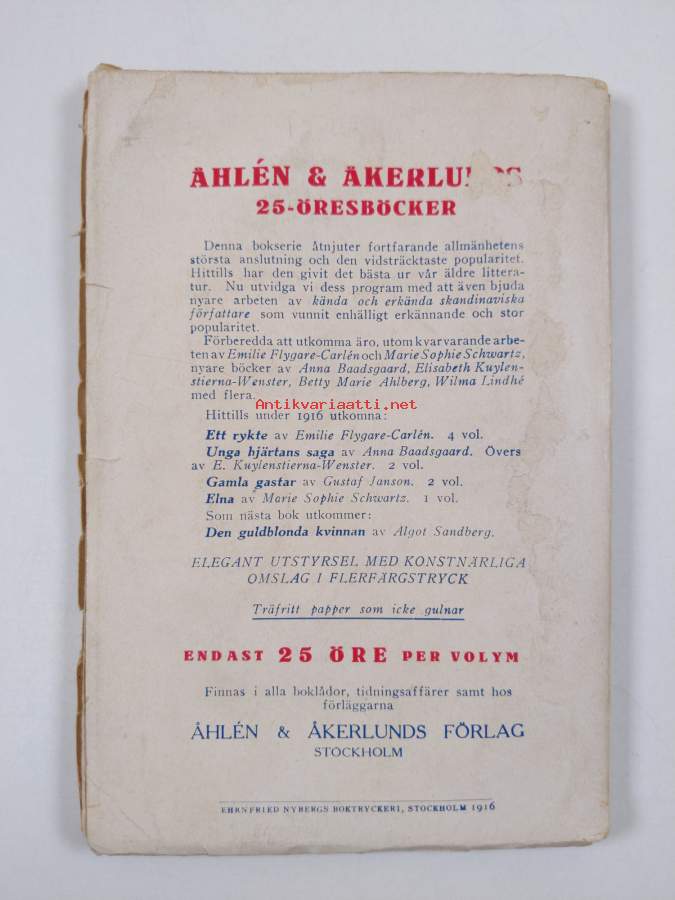 ÅHLÉN & ÅKERLUNDS
25-ÖRESBÖCKER
Denna bokserie åtnjuter fortfarande allmänhetens
största anslutning och den vidsträcktaste popularitet.
Hittills har den givit det bästa ur vår äldre littera-
tur. Nu utvidga vi dess program med att även bjuda
nyare arbeten av kända och erkända skandinaviska
författare som vunnit enhälligt erkännande och stor
popularitet.
Förberedda att utkomma äro, utom kvarvarande arbe-
ten av Emilie Flygare-Carlén och Marie Sophie Schwartz,
nyare böcker av Anna Baadsgaard, Elisabeth Kuylen-
stierna-Wenster, Betty Marie Ahlberg, Wilma Lindhé
med flera.
Antikvariaatti.net
Hittills under 1916 utkomna:
Ett rykte av Emilie Flygare-Carlén. 4 vol.
Unga hjärtans saga av Anna Baadsgaard. Övers
av E. Kuylenstierna-Wenster. 2 vol.
Gamla gastar av Gustaf Janson. 2 vol.
Elna av Marie Sophie Schwartz. 1 vol.
Som nästa bok utkommer:
Den guldblonda kvinnan av Algot Sandberg.
ELEGANT UTSTYRSEL MED KONSTNÄRLIGA
OMSLAG I FLERFÄRGSTRYCK
Träfritt papper som icke gulnar
ENDAST 25 ÖRE PER VOLYM
Finnas i alla boklådor, tidningsaffärer samt hos
förläggarna
ÅHLÉN & ÅKERLUNDS FÖRLAG
STOCKHOLM
EHRNFRIED NYBERGS BOKTRYCKERI, STOCKHOLM 1916